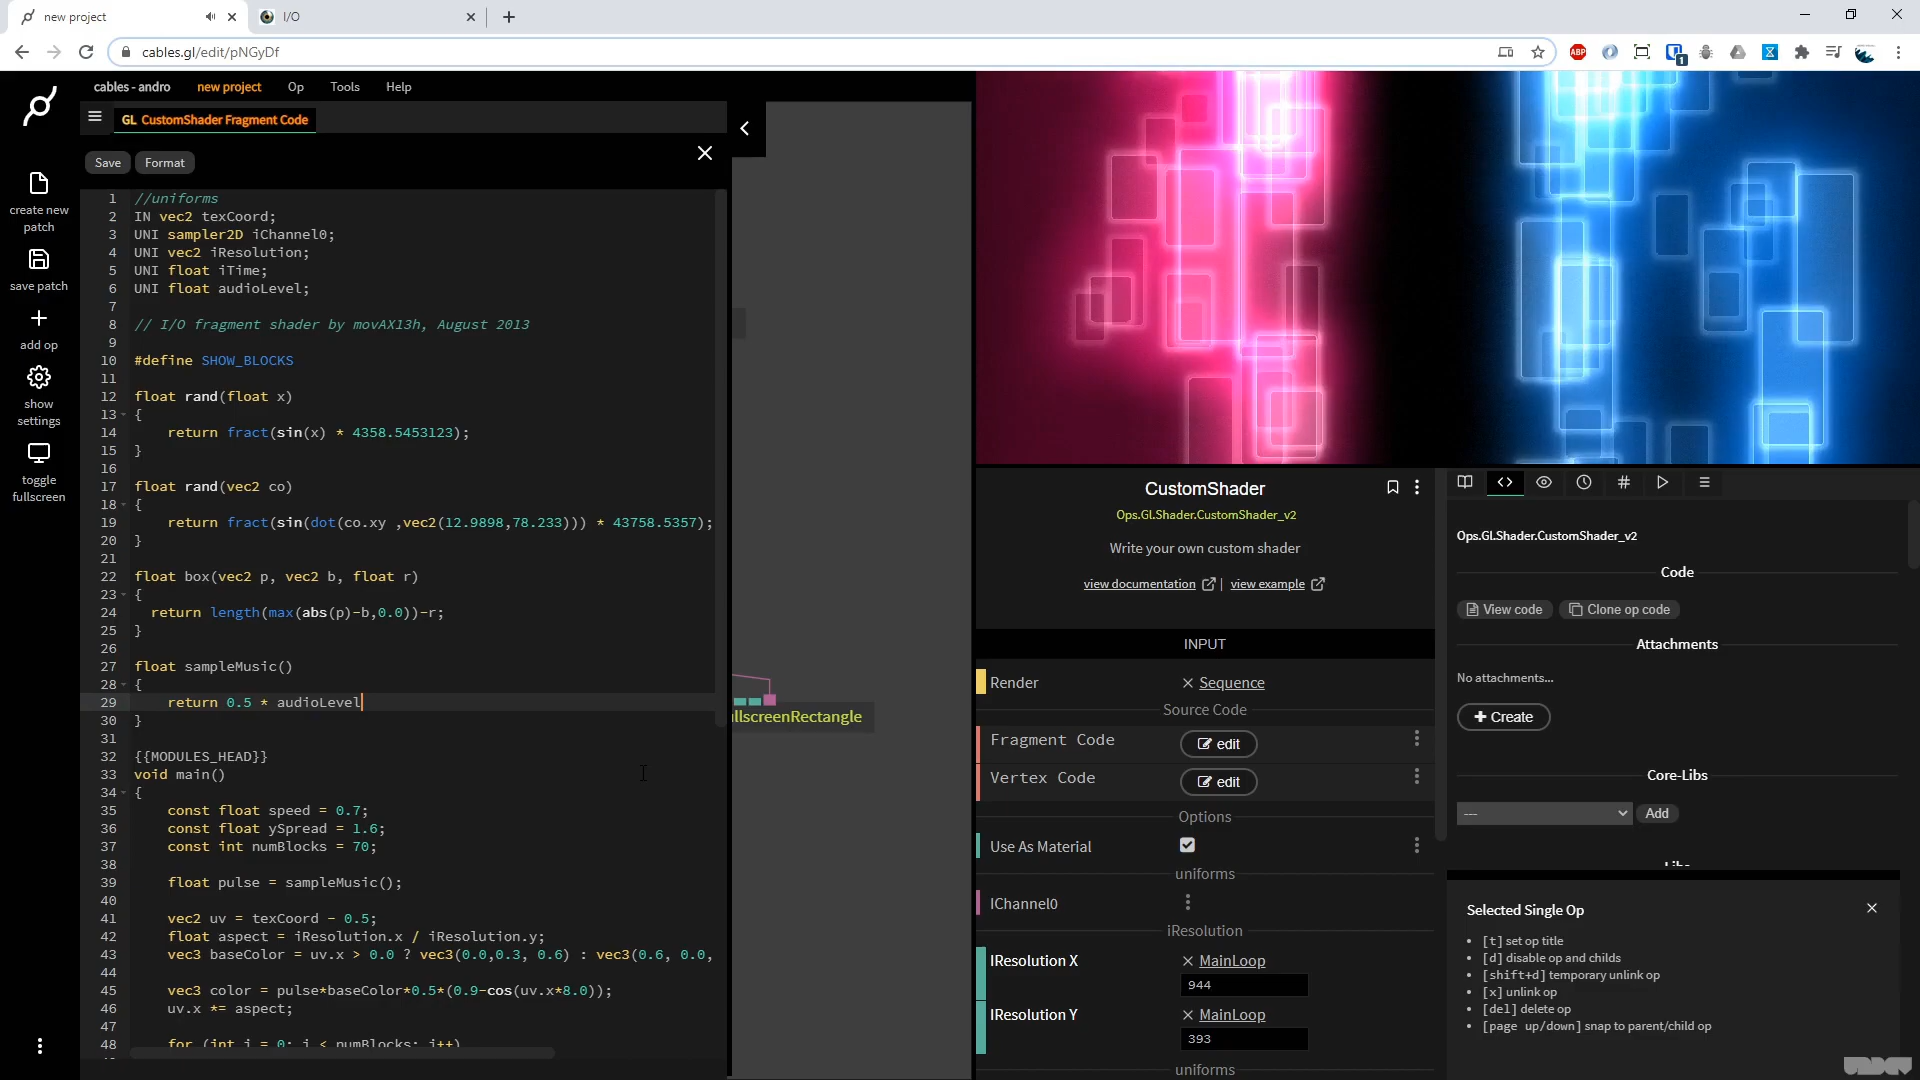 new project
I/O
cables.gl/edit/pNGyDf
ABP
1
cables - andro
new project
Op
Tools
Help
GL CustomShader Fragment Code
Save
Format
create new
patch
save patch
add op
show
settings
toggle
fullscreen
1 //uniforms
2 IN vec2 texCoord;
3 UNI sampler2D iChannel0;
4 UNI vec2 iResolution;
5 UNI float iTime;
6 UNI float audioLevel;
7
8 // I/O fragment shader by movAX13h, August 2013
9
10 #define SHOW_BLOCKS
11
12 float rand(float x)
13 {
14 return fract(sin(x) * 4358.5453123);
15 }
16
17 float rand(vec2 co)
18 {
19 return fract(sin(dot(co.xy ,vec2(12.9898,78.233))) * 43758.5357);
20 }
21
22 float box(vec2 p, vec2 b, float r)
23 {
24 return length(max(abs(p)-b,0.0))-r;
25 }
26
27 float sampleMusic()
28 {
29 return 0.5 * audioLevel
30 }
31
32 {{MODULES_HEAD}}
33 void main()
34 {
35 const float speed = 0.7;
36 const float ySpread = 1.6;
37 const int numBlocks = 70;
38
39 float pulse = sampleMusic();
40
41 vec2 uv = texCoord - 0.5;
42 float aspect = iResolution.x / iResolution.y;
43 vec3 baseColor = uv.x > 0.0 ? vec3(0.0,0.3, 0.6) : vec3(0.6, 0.0,
44
45 vec3 color = pulse*baseColor*0.5*(0.9-cos(uv.x*8.0));
46 uv.x *= aspect;
47
48 for (int i = 0; i < numBlocks; i++)
ullscreenRectangle
CustomShader
Ops.Gl.Shader.CustomShader_v2
Write your own custom shader
view documentation | view example
INPUT
Render
× Sequence
Source Code
Fragment Code
edit
Vertex Code
edit
Options
Use As Material
uniforms
IChannel0
iResolution
IResolution X
× MainLoop
944
IResolution Y
× MainLoop
393
uniforms
Ops.Gl.Shader.CustomShader_v2
Code
View code
Clone op code
Attachments
No attachments...
+ Create
Core-Libs
---
Add
Libs
Selected Single Op
• [t] set op title
• [d] disable op and childs
• [shift+d] temporary unlink op
• [x] unlink op
• [del] delete op
• [page up/down] snap to parent/child op